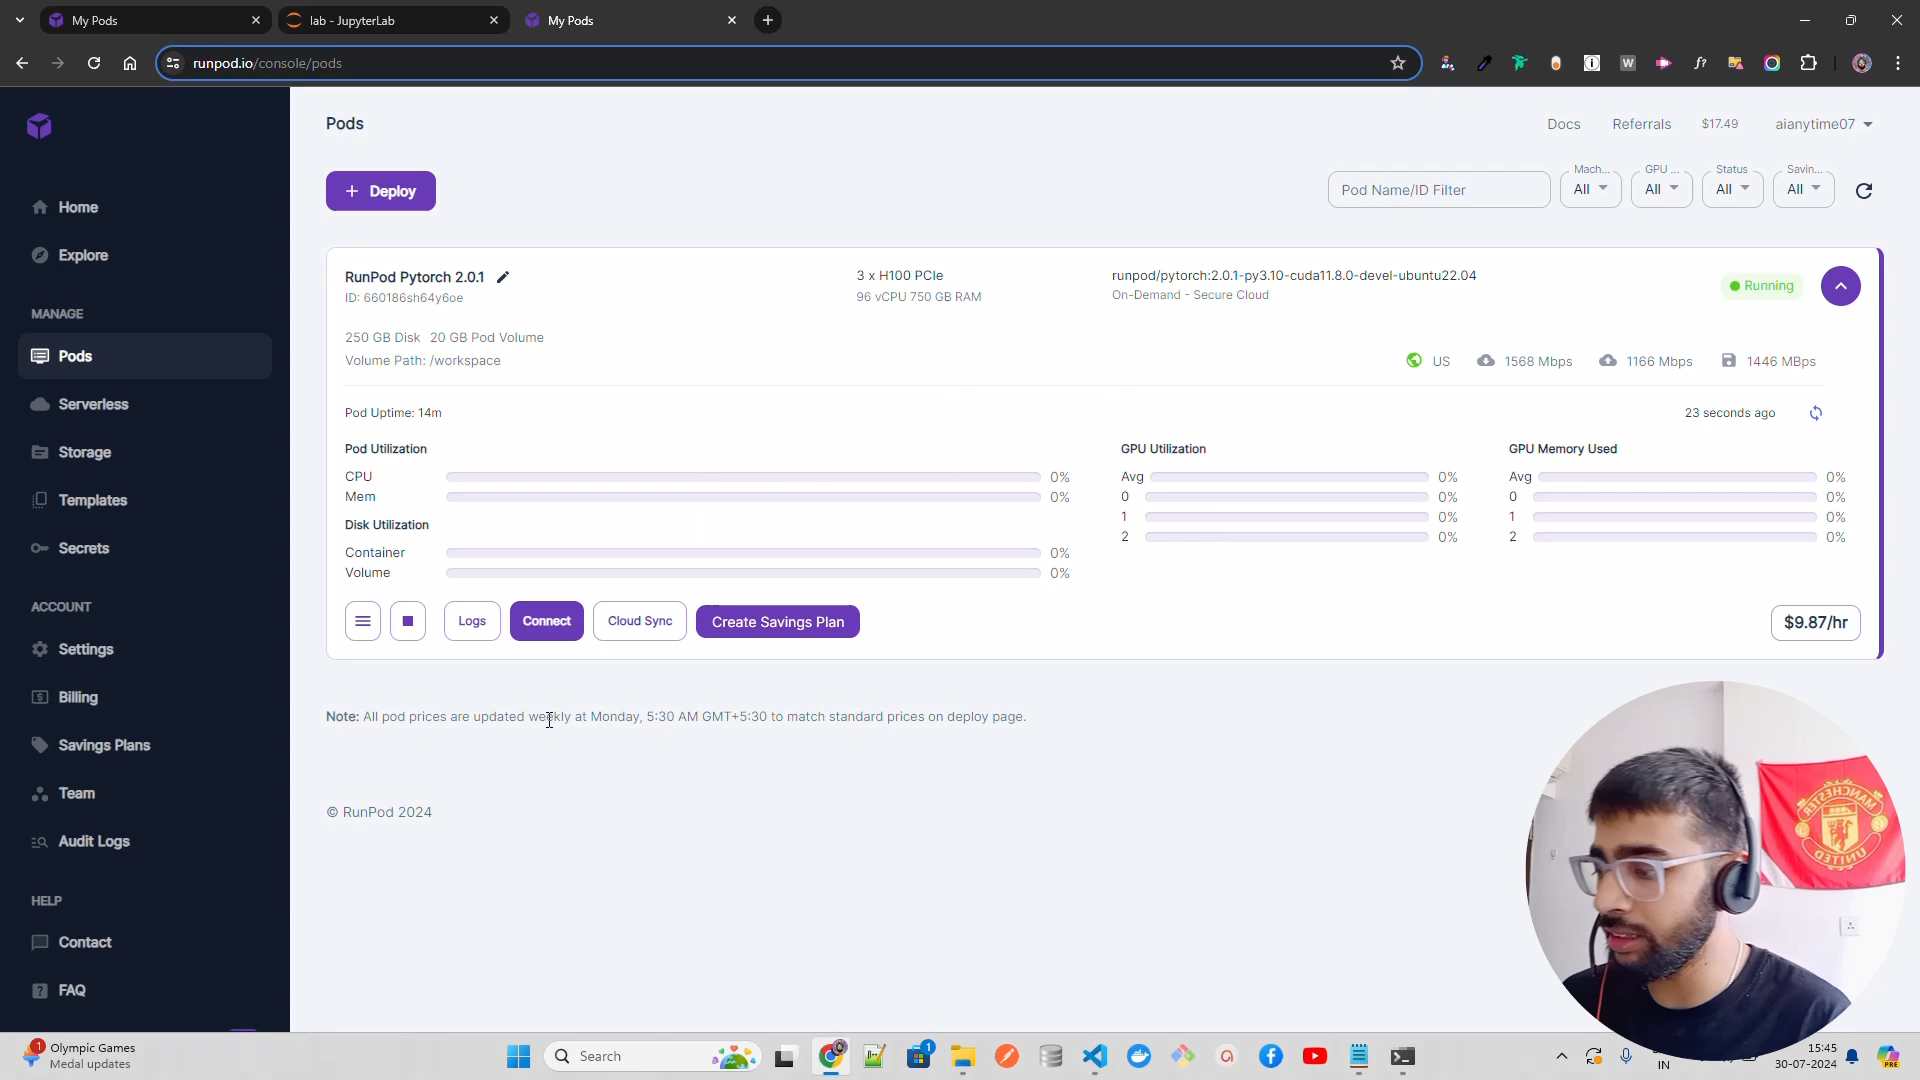 My Pods
lab - JupyterLab
My Pods
runpod.io/console/pods
Pods
Docs
Referrals
$17.49
aianytime07
Deploy
Pod Name/ID Filter
Mach...
All
GPU ...
All
Status
All
Savin...
All
Home
Explore
MANAGE
Pods
Serverless
Storage
Templates
Secrets
ACCOUNT
Settings
Billing
Savings Plans
Team
Audit Logs
HELP
Contact
FAQ
RunPod Pytorch 2.0.1
ID: 660186sh64y6oe
3 x H100 PCIe
96 vCPU 750 GB RAM
runpod/pytorch:2.0.1-py3.10-cuda11.8.0-devel-ubuntu22.04
On-Demand - Secure Cloud
Running
250 GB Disk 20 GB Pod Volume
Volume Path: /workspace
US
1568 Mbps
1166 Mbps
1446 MBps
Pod Uptime: 14m
23 seconds ago
Pod Utilization
CPU 0%
Mem 0%
Disk Utilization
Container 0%
Volume 0%
GPU Utilization
Avg 0%
0 0%
1 0%
2 0%
GPU Memory Used
Avg 0%
0 0%
1 0%
2 0%
Logs
Connect
Cloud Sync
Create Savings Plan
$9.87/hr
Note: All pod prices are updated weekly at Monday, 5:30 AM GMT+5:30 to match standard prices on deploy page.
© RunPod 2024
MANCHESTER
UNITED
1
Olympic Games
Medal updates
Search
1
IN
15:45
30-07-2024
PRE